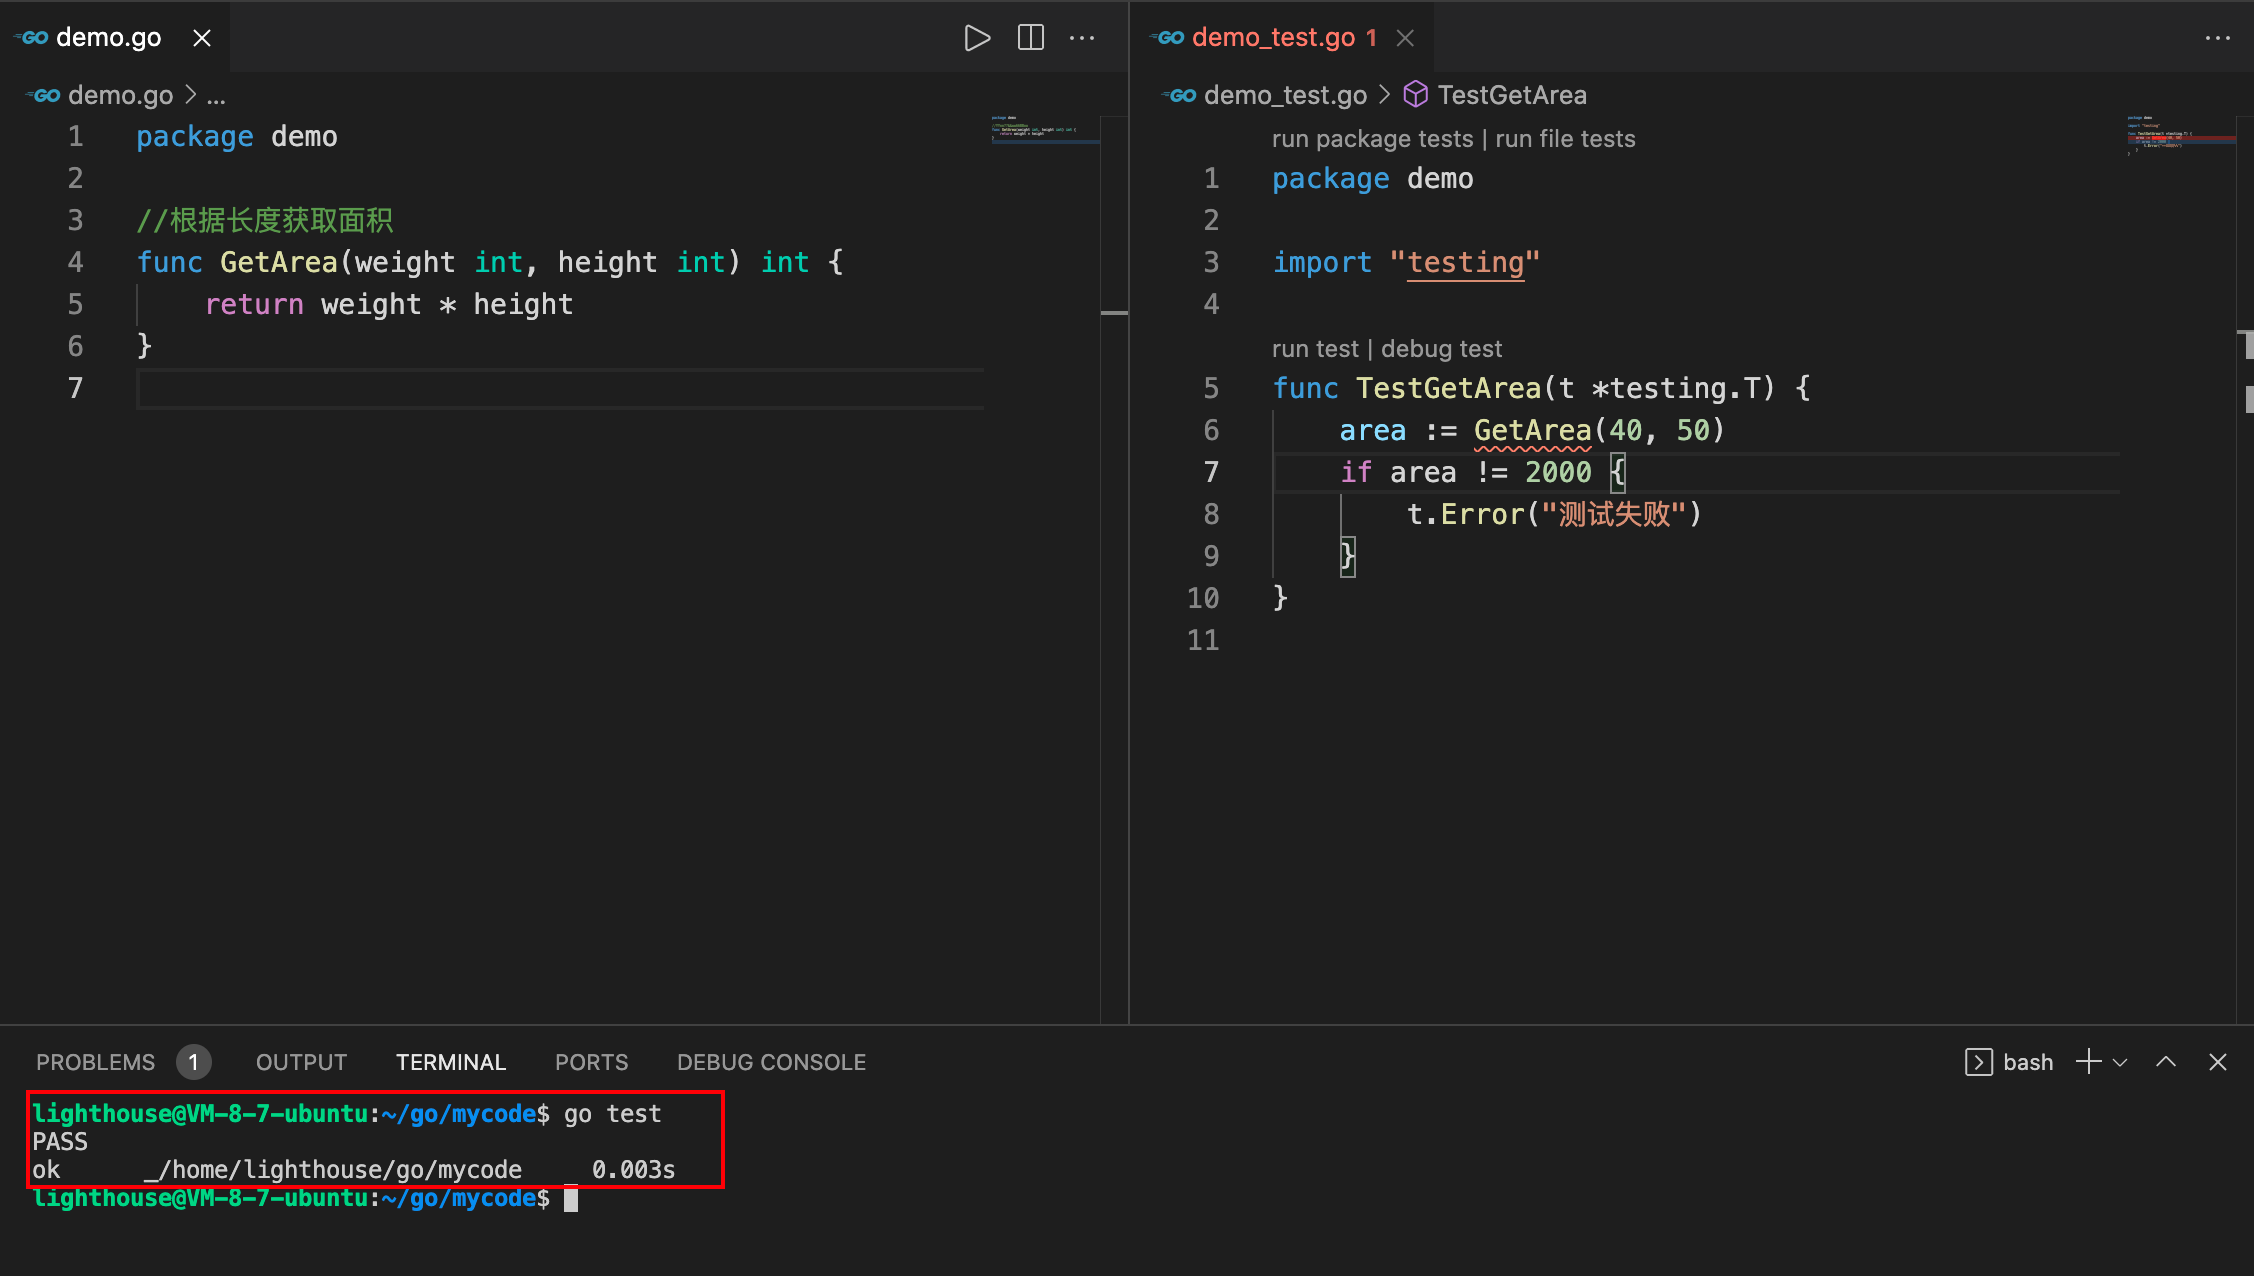 GO demo.go
GO demo.go > ...
1 package demo
2
3 //根据长度获取面积
4 func GetArea(weight int, height int) int {
5 return weight * height
6 }
7
GO demo_test.go 1
GO demo_test.go > TestGetArea
run package tests | run file tests
1 package demo
2
3 import "testing"
4
run test | debug test
5 func TestGetArea(t *testing.T) {
6 area := GetArea(40, 50)
7 if area != 2000 {
8 t.Error("测试失败")
9 }
10 }
11
PROBLEMS 1 OUTPUT TERMINAL PORTS DEBUG CONSOLE bash
lighthouse@VM-8-7-ubuntu:~/go/mycode$ go test
PASS
ok _/home/lighthouse/go/mycode 0.003s
lighthouse@VM-8-7-ubuntu:~/go/mycode$